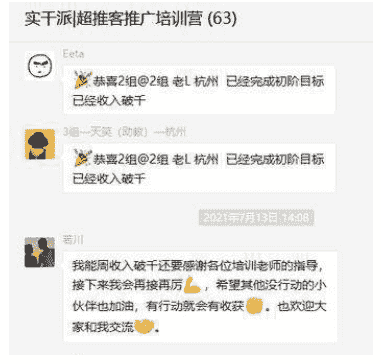 实干派|超推客推广培训营 (63)
Eeta
🎉恭喜2组@2组 老L 杭州 已经完成初阶目标
已经收入破千
3组—天笑（助教）—杭州
🎉恭喜2组@2组 老L 杭州 已经完成初阶目标
已经收入破千
2021年7月13日 14:08
若川
我能周收入破千还要感谢各位培训老师的指导，
接下来我会再接再厉💪，希望其他没行动的小
伙伴也加油，有行动就会有收获👏。也欢迎大
家和我交流🤝。